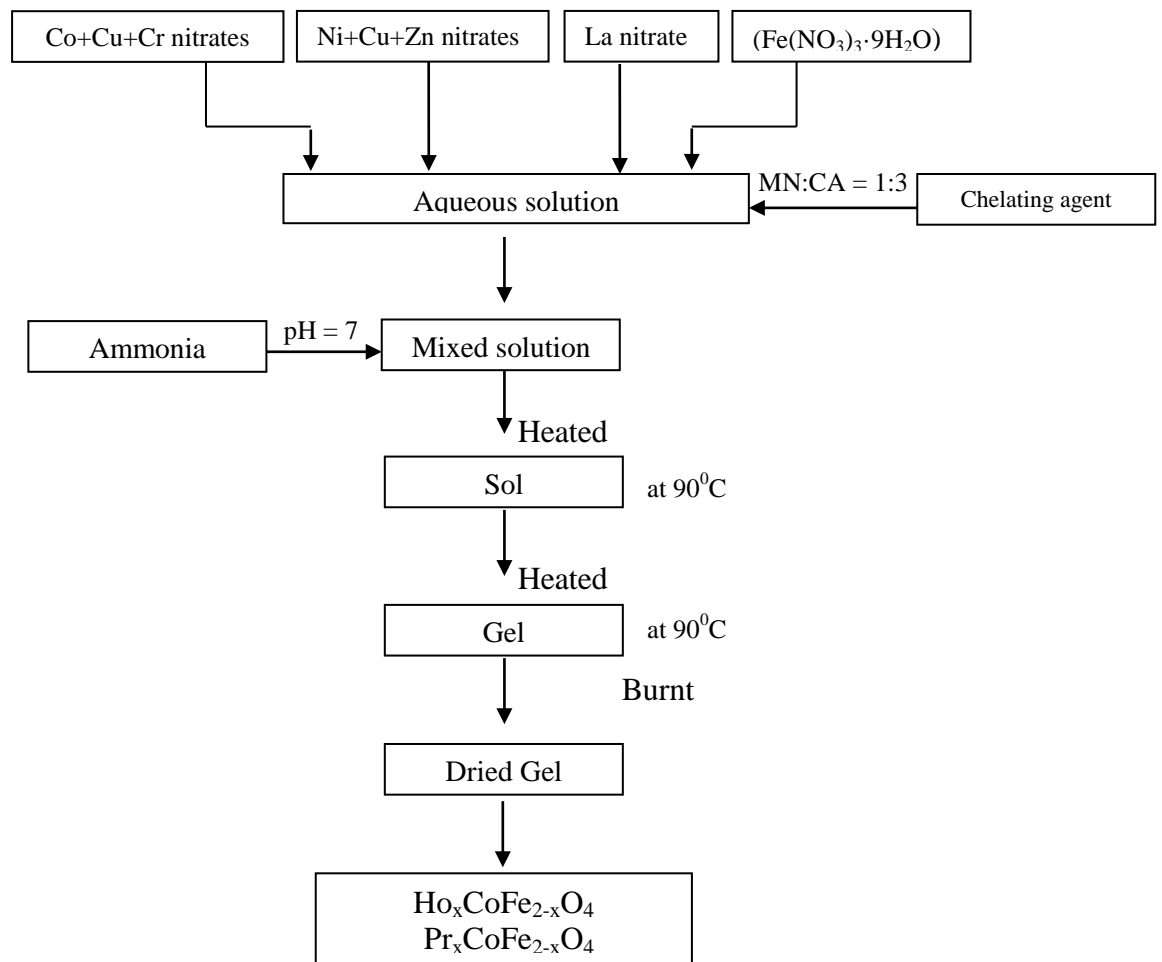 Co+Cu+Cr nitrates
Ni+Cu+Zn nitrates
La nitrate
(Fe(NO₃)₃·9H₂O)
MN:CA = 1:3
Aqueous solution
Chelating agent
pH = 7
Ammonia
Mixed solution
Heated
Sol
at 90⁰C
Heated
Gel
at 90⁰C
Burnt
Dried Gel
HoₓCoFe₂₋ₓO₄
PrₓCoFe₂₋ₓO₄